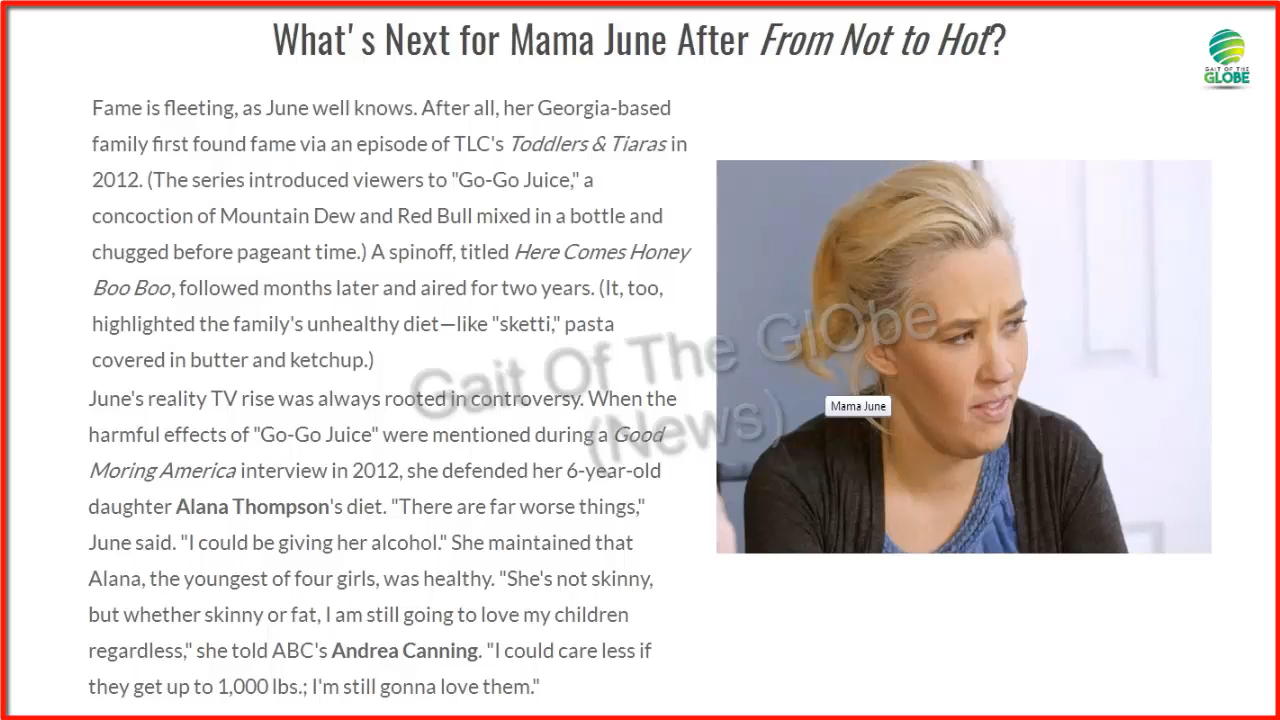 What's Next for Mama June After From Not to Hot?
GAIT OF THE
GLOBE
Fame is fleeting, as June well knows. After all, her Georgia-based
family first found fame via an episode of TLC's Toddlers & Tiaras in
2012. (The series introduced viewers to "Go-Go Juice," a
concoction of Mountain Dew and Red Bull mixed in a bottle and
chugged before pageant time.) A spinoff, titled Here Comes Honey
Boo Boo, followed months later and aired for two years. (It, too,
highlighted the family's unhealthy diet—like "sketti," pasta
covered in butter and ketchup.)
June's reality TV rise was always rooted in controversy. When the
harmful effects of "Go-Go Juice" were mentioned during a Good
Moring America interview in 2012, she defended her 6-year-old
daughter Alana Thompson's diet. "There are far worse things,"
June said. "I could be giving her alcohol." She maintained that
Alana, the youngest of four girls, was healthy. "She's not skinny,
but whether skinny or fat, I am still going to love my children
regardless," she told ABC's Andrea Canning. "I could care less if
they get up to 1,000 lbs.; I'm still gonna love them."
Gait Of The GlObe
(News)
Mama June